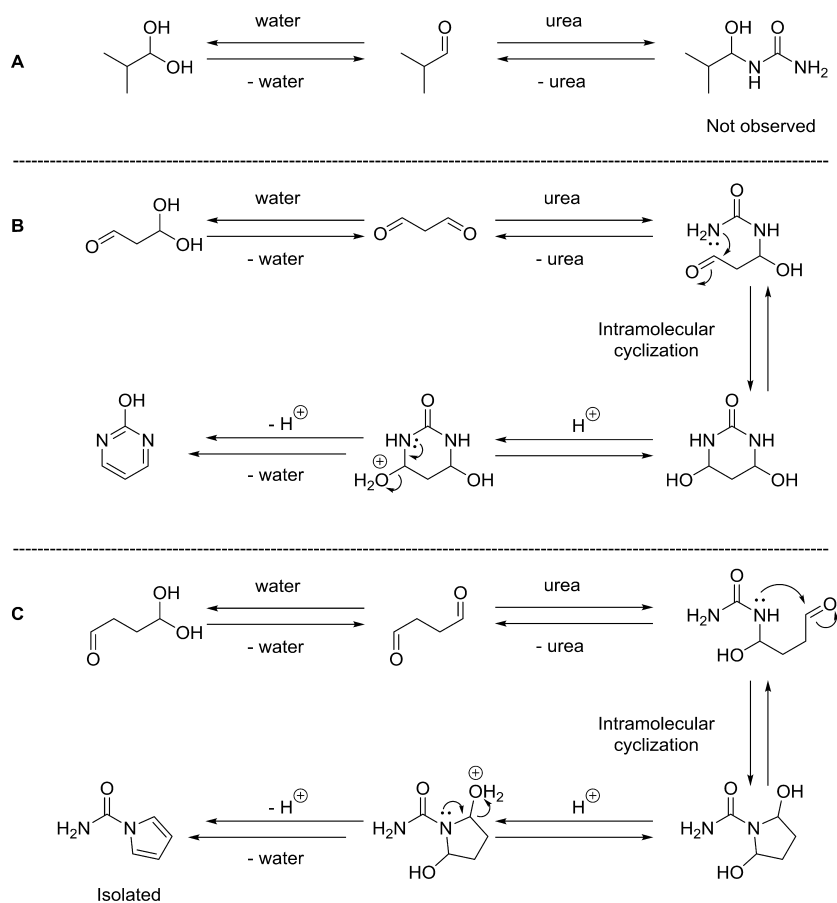 A
OH
OH
water
- water
O
urea
- urea
OH O
N
H
NH2
Not observed
B
OH
O
OH
water
- water
O
O
urea
- urea
O
H2N
NH
O
OH
Intramolecular
cyclization
OH
N
N
- H+
- water
O
HN
NH
H2O
+
OH
H+
O
HN
NH
HO
OH
C
OH
OH
O
water
- water
O
O
urea
- urea
O
H2N
NH
O
HO
Intramolecular
cyclization
O
H2N
N
Isolated
- H+
- water
+
OH2
O
H2N
N
HO
H+
OH
O
H2N
N
HO